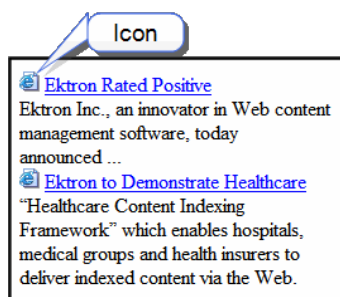 Icon
Ektron Rated Positive
Ektron Inc., an innovator in Web content
management software, today
announced ...
Ektron to Demonstrate Healthcare
“Healthcare Content Indexing
Framework” which enables hospitals,
medical groups and health insurers to
deliver indexed content via the Web.